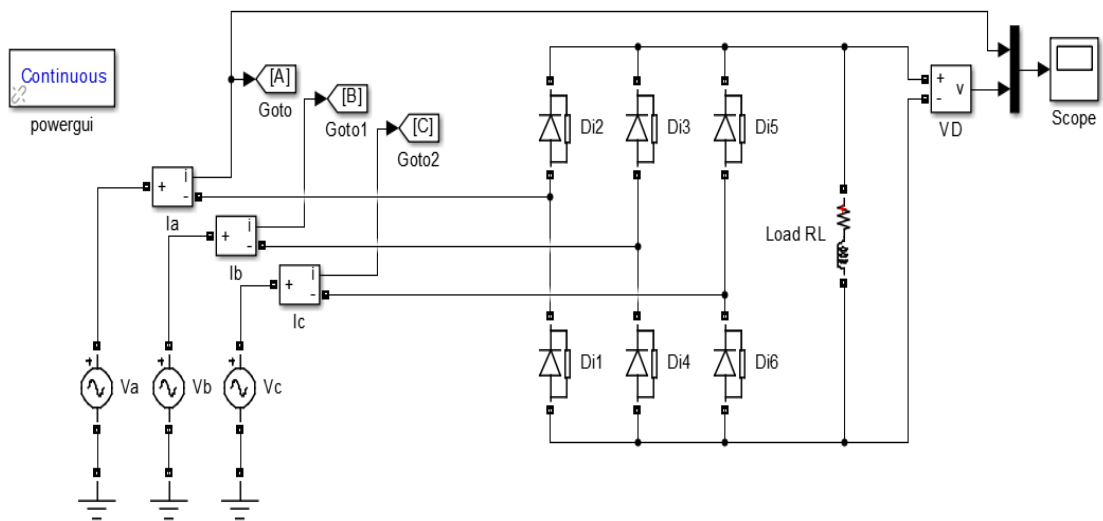 Continuous
powergui
[A]
Goto
[B]
Goto1
[C]
Goto2
+
i
-
Ia
+
i
-
Ib
+
i
-
Ic
+
Va
+
Vb
+
Vc
Di2
Di3
Di5
Di1
Di4
Di6
Load RL
+
-
v
VD
Scope